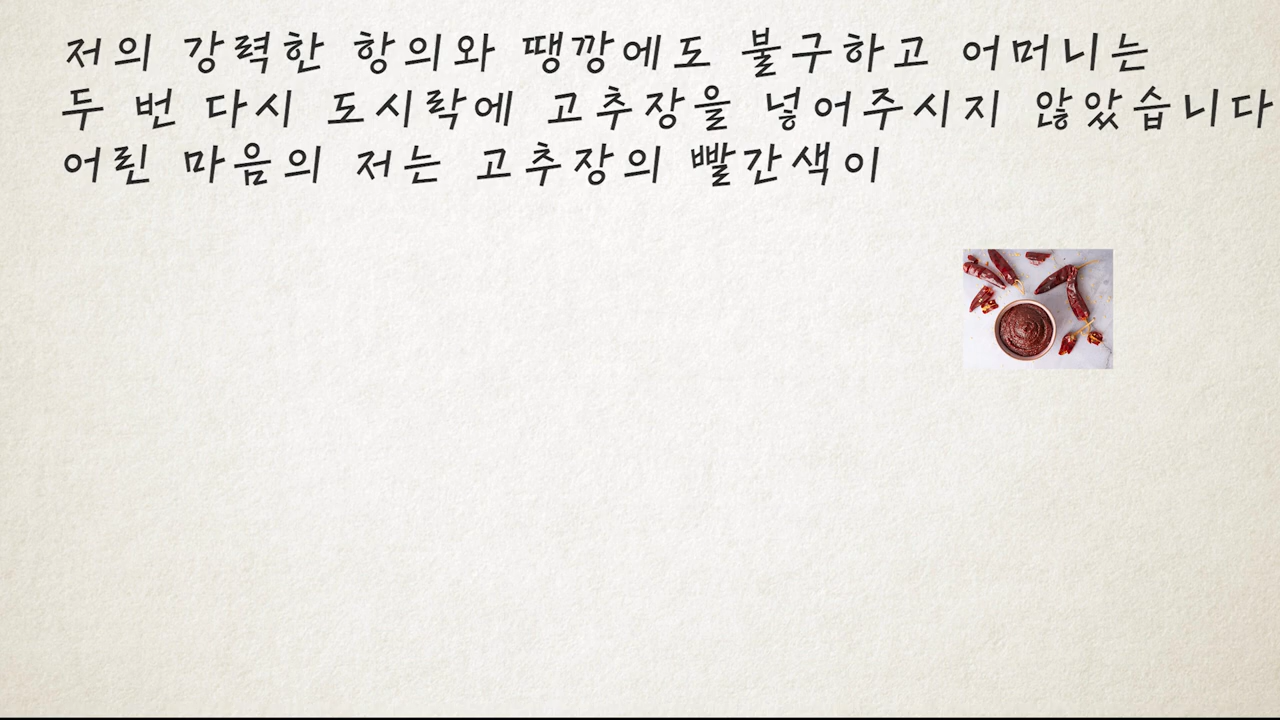 저의 강력한 항의와 땡깡에도 불구하고 어머니는
두 번 다시 도시락에 고추장을 넣어주시지 않았습니다
어린 마음의 저는 고추장의 빨간색이